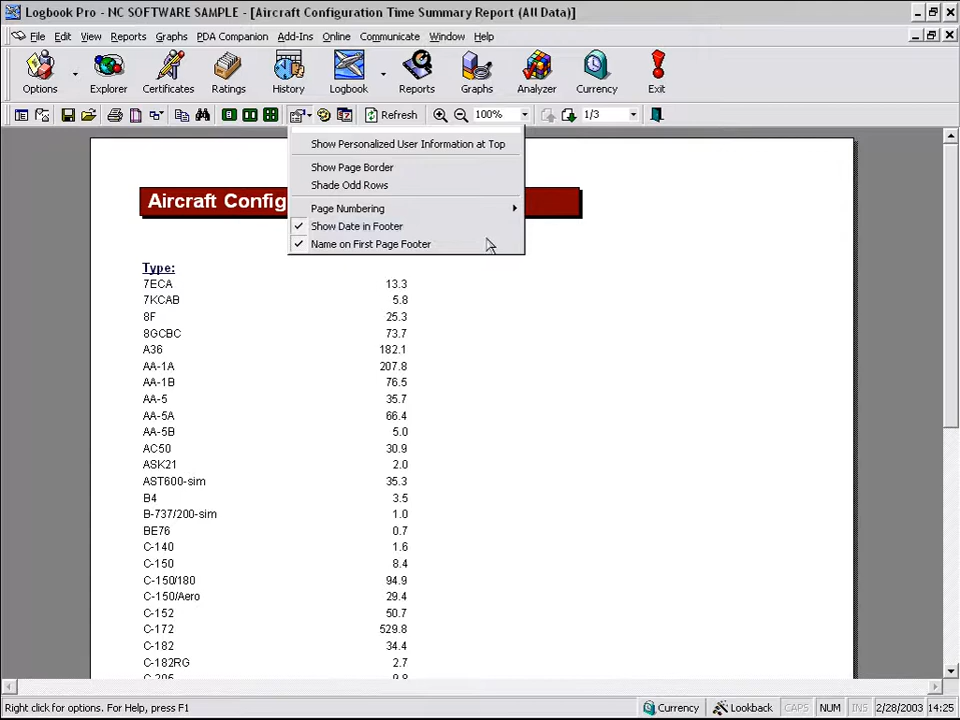 Logbook Pro - NC SOFTWARE SAMPLE - [Aircraft Configuration Time Summary Report (All Data)]
File Edit View Reports Graphs PDA Companion Add-Ins Online Communicate Window Help
Options Explorer Certificates Ratings History Logbook Reports Graphs Analyzer Currency Exit
Refresh 100% 1/3
Show Personalized User Information at Top
Show Page Border
Shade Odd Rows
Page Numbering
Show Date in Footer
Name on First Page Footer
Aircraft Config
Type:
7ECA 13.3
7KCAB 5.8
8F 25.3
8GCBC 73.7
A36 182.1
AA-1A 207.8
AA-1B 76.5
AA-5 35.7
AA-5A 66.4
AA-5B 5.0
AC50 30.9
ASK21 2.0
AST600-sim 35.3
B4 3.5
B-737/200-sim 1.0
BE76 0.7
C-140 1.6
C-150 8.4
C-150/180 94.9
C-150/Aero 29.4
C-152 50.7
C-172 529.8
C-182 34.4
C-182RG 2.7
Right click for options. For Help, press F1 Currency Lookback CAPS NUM INS 2/28/2003 14:25